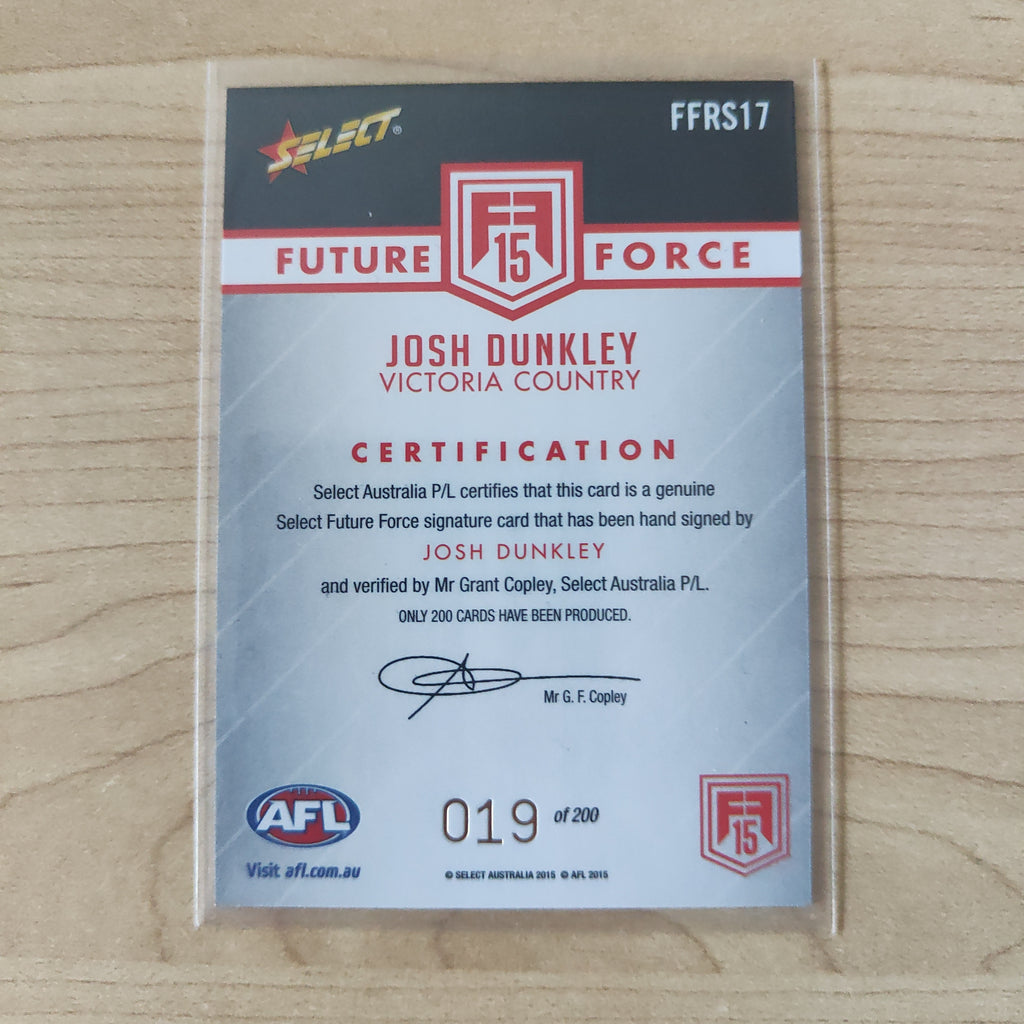 SELECT®
FFRS17
FUTURE FF 15 FORCE
JOSH DUNKLEY
VICTORIA COUNTRY
CERTIFICATION
Select Australia P/L certifies that this card is a genuine
Select Future Force signature card that has been hand signed by
JOSH DUNKLEY
and verified by Mr Grant Copley, Select Australia P/L.
ONLY 200 CARDS HAVE BEEN PRODUCED.
Mr G. F. Copley
AFL
Visit afl.com.au
019 of 200
© SELECT AUSTRALIA 2015 © AFL 2015
FF 15